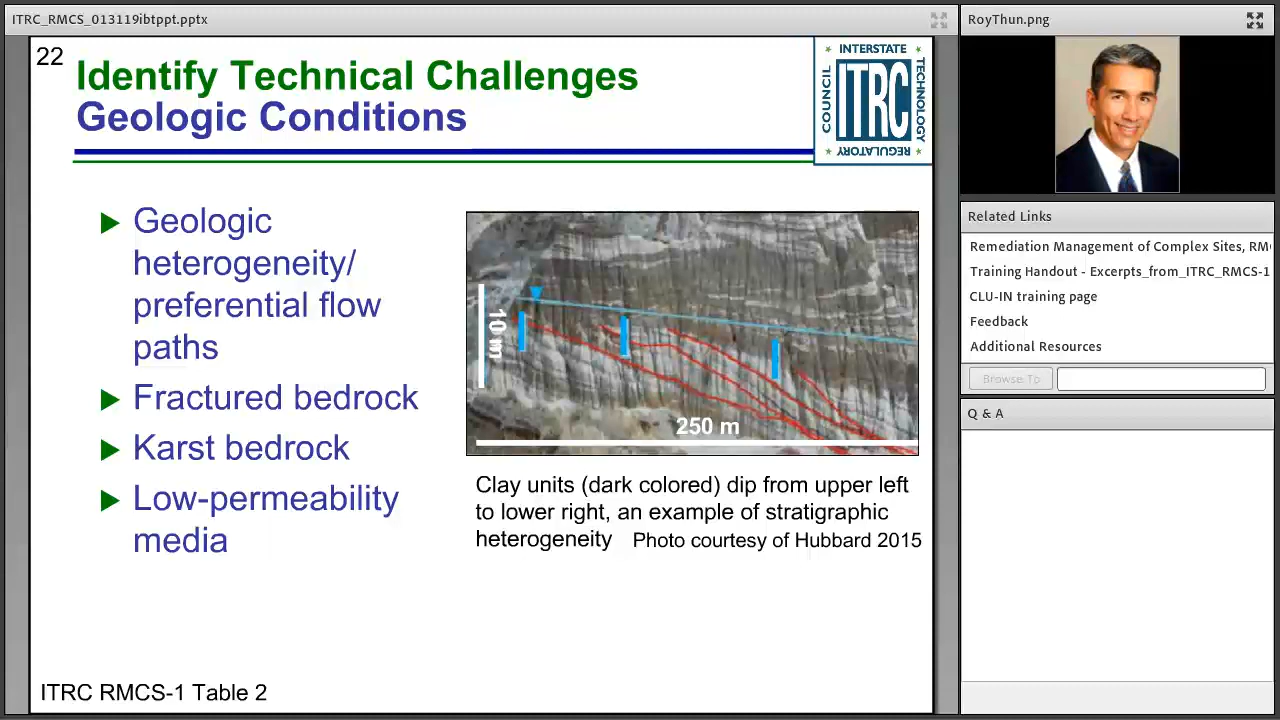 ITRC_RMCS_013119ibtppt.pptx
22
Identify Technical Challenges
Geologic Conditions
INTERSTATE
COUNCIL
ITRC
TECHNOLOGY
REGULATORY
Geologic
heterogeneity/
preferential flow
paths
Fractured bedrock
Karst bedrock
Low-permeability
media
10 m
250 m
Clay units (dark colored) dip from upper left
to lower right, an example of stratigraphic
heterogeneity Photo courtesy of Hubbard 2015
ITRC RMCS-1 Table 2
RoyThun.png
Related Links
Remediation Management of Complex Sites, RM
Training Handout - Excerpts_from_ITRC_RMCS-1
CLU-IN training page
Feedback
Additional Resources
Browse To
Q & A